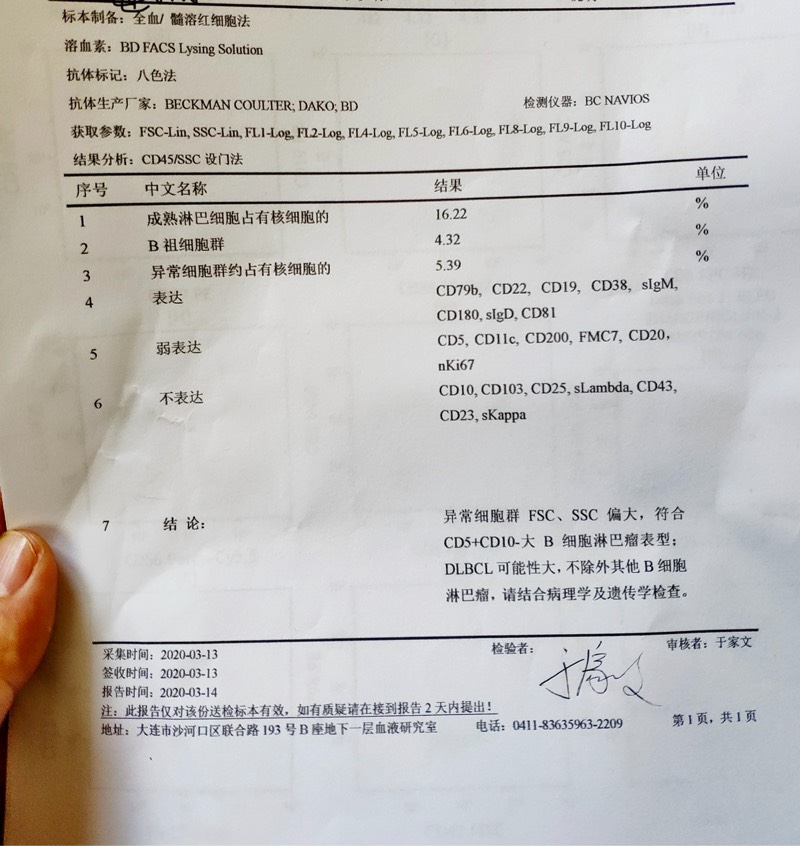 标本制备：全血/ 髓溶红细胞法
溶血素：BD FACS Lysing Solution
抗体标记：八色法
抗体生产厂家：BECKMAN COULTER; DAKO; BD 检测仪器：BC NAVIOS
获取参数：FSC-Lin, SSC-Lin, FL1-Log, FL2-Log, FL4-Log, FL5-Log, FL6-Log, FL8-Log, FL9-Log, FL10-Log
结果分析：CD45/SSC 设门法
序号 中文名称 结果 单位
1 成熟淋巴细胞占有核细胞的 16.22 %
2 B 祖细胞群 4.32 %
3 异常细胞群约占有核细胞的 5.39 %
4 表达 CD79b, CD22, CD19, CD38, sIgM,
CD180, sIgD, CD81
5 弱表达 CD5, CD11c, CD200, FMC7, CD20,
nKi67
6 不表达 CD10, CD103, CD25, sLambda, CD43,
CD23, sKappa
7 结 论： 异常细胞群 FSC、SSC 偏大，符合
CD5+CD10-大 B 细胞淋巴瘤表型；
DLBCL 可能性大，不除外其他 B 细胞
淋巴瘤，请结合病理学及遗传学检查。
采集时间：2020-03-13 检验者： 审核者：于家文
签收时间：2020-03-13
报告时间：2020-03-14
注：此报告仅对该份送检标本有效，如有质疑请在接到报告 2 天内提出！
地址：大连市沙河口区联合路 193 号 B 座地下一层血液研究室 电话：0411-83635963-2209 第 1 页，共 1 页